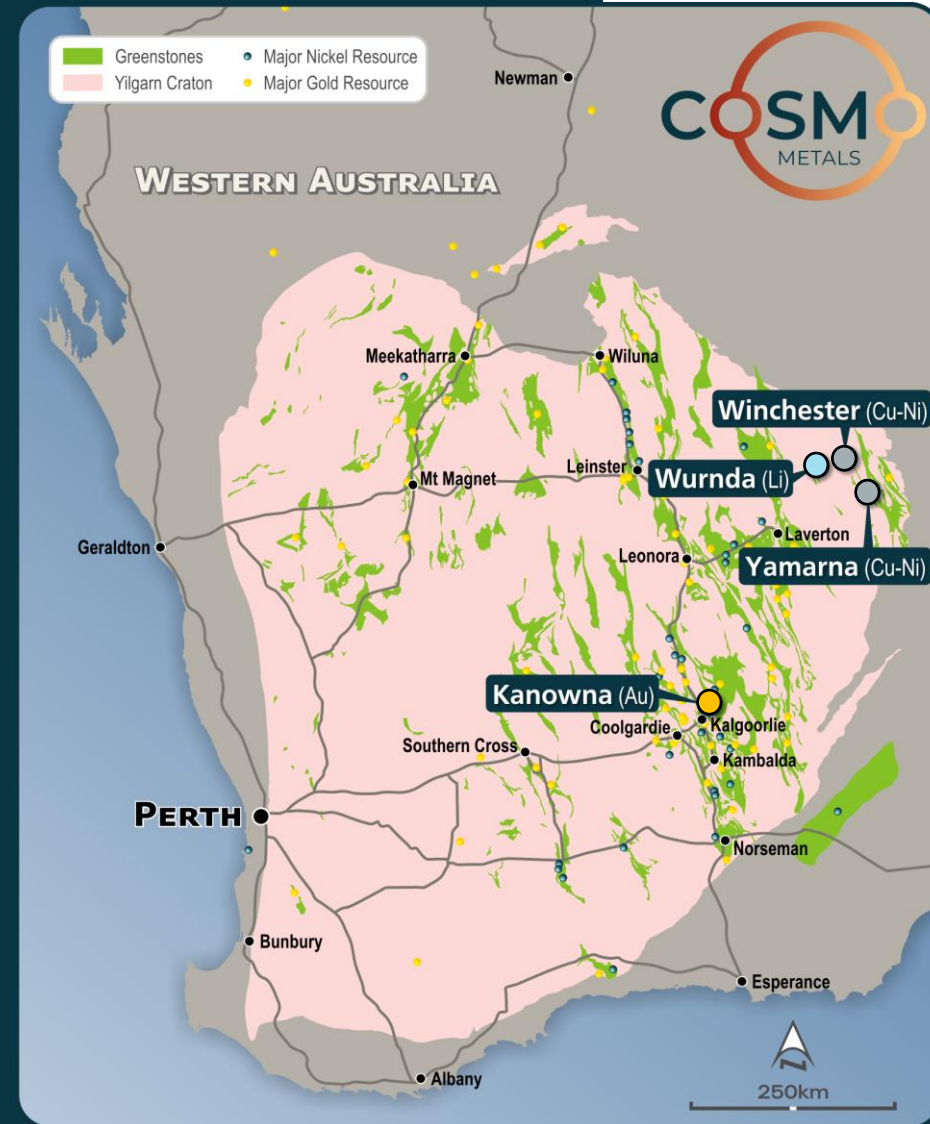 Greenstones
Major Nickel Resource
Yilgarn Craton
Major Gold Resource
Newman
COSMO
METALS
WESTERN AUSTRALIA
Meekatharra
Wiluna
Winchester (Cu-Ni)
Leinster
Wurnda (Li)
Mt Magnet
Geraldton
Laverton
Leonora
Yamarna (Cu-Ni)
Kanowna (Au)
Kalgoorlie
Coolgardie
Southern Cross
Kambalda
PERTH
Norseman
Bunbury
Esperance
N
250km
Albany